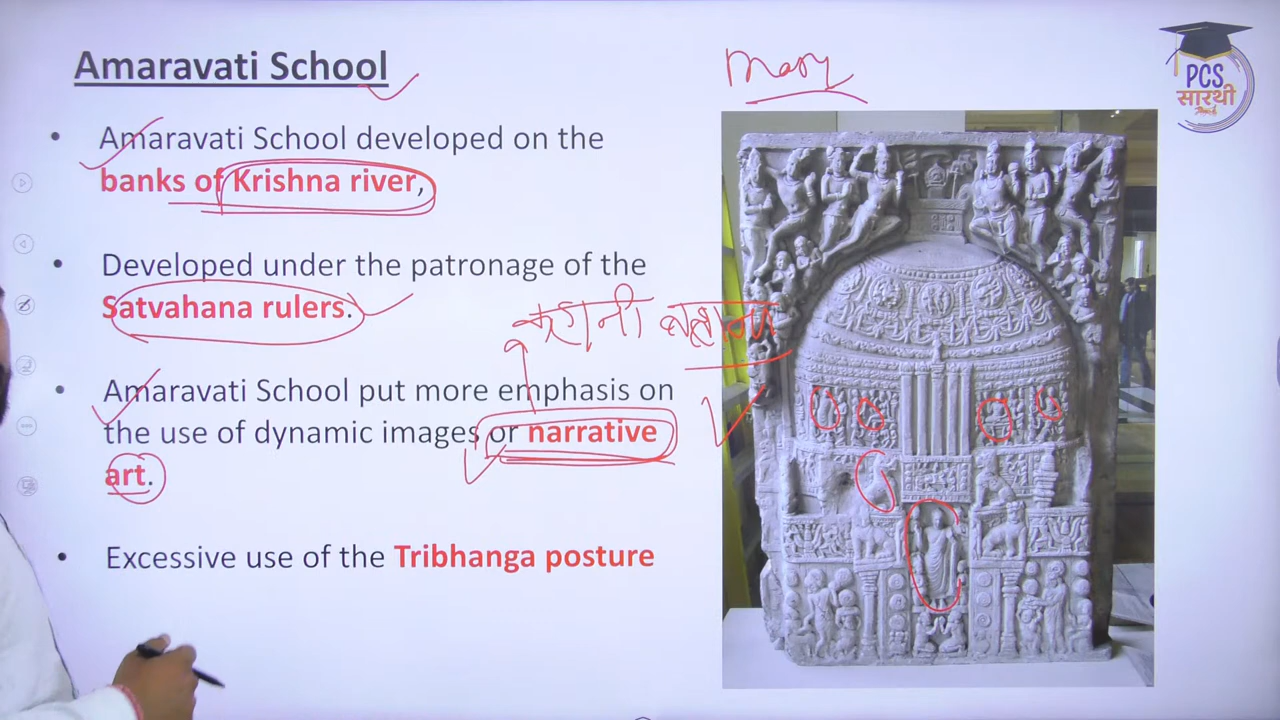 Amaravati School
Many
PCS
सारथी
• Amaravati School developed on the
banks of Krishna river,
• Developed under the patronage of the
Satvahana rulers.
कहानी
• Amaravati School put more emphasis on
the use of dynamic images or narrative
art.
• Excessive use of the Tribhanga posture